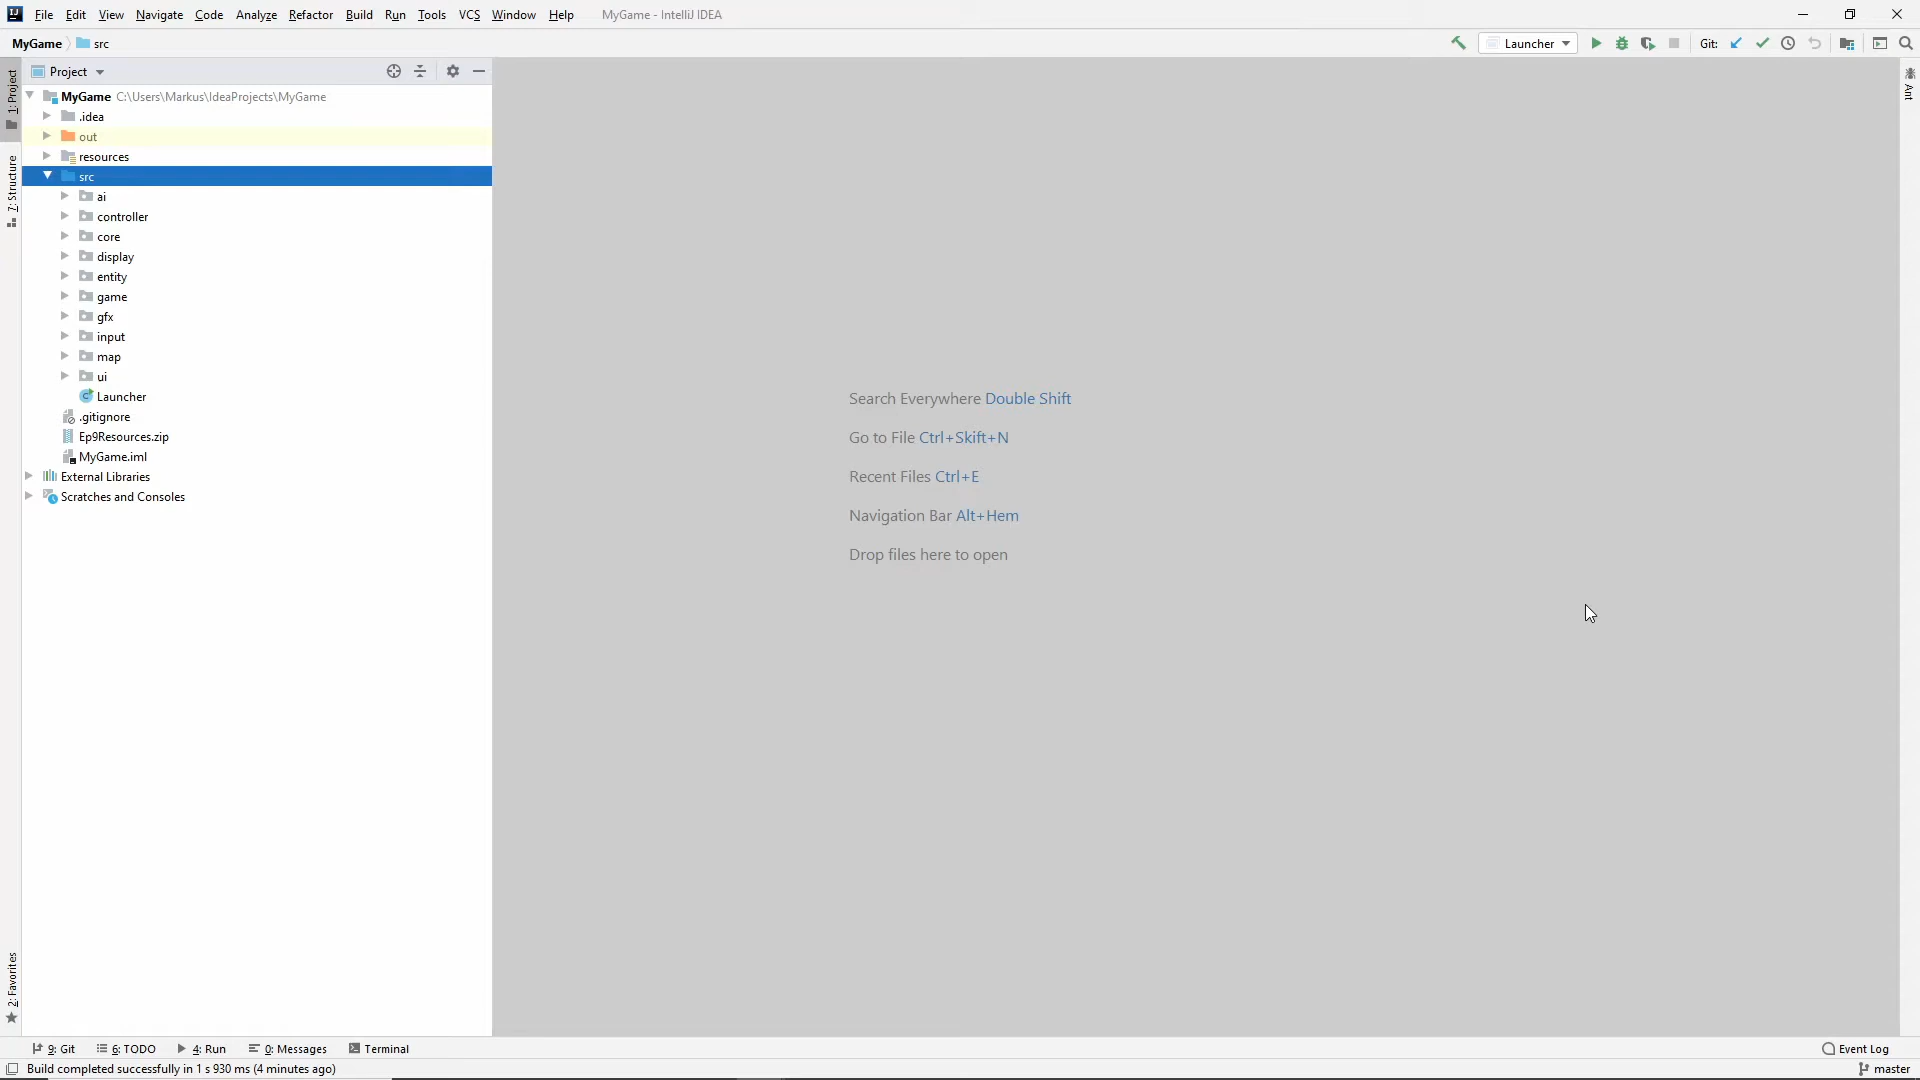 File Edit View Navigate Code Analyze Refactor Build Run Tools VCS Window Help MyGame - IntelliJ IDEA
MyGame src Launcher Git:
1: Project
7: Structure
2: Favorites
Ant
Project
MyGame C:\Users\Markus\IdeaProjects\MyGame
.idea
out
resources
src
ai
controller
core
display
entity
game
gfx
input
map
ui
Launcher
.gitignore
Ep9Resources.zip
MyGame.iml
External Libraries
Scratches and Consoles
Search Everywhere Double Shift
Go to File Ctrl+Skift+N
Recent Files Ctrl+E
Navigation Bar Alt+Hem
Drop files here to open
9: Git 6: TODO 4: Run 0: Messages Terminal Event Log
Build completed successfully in 1 s 930 ms (4 minutes ago) master